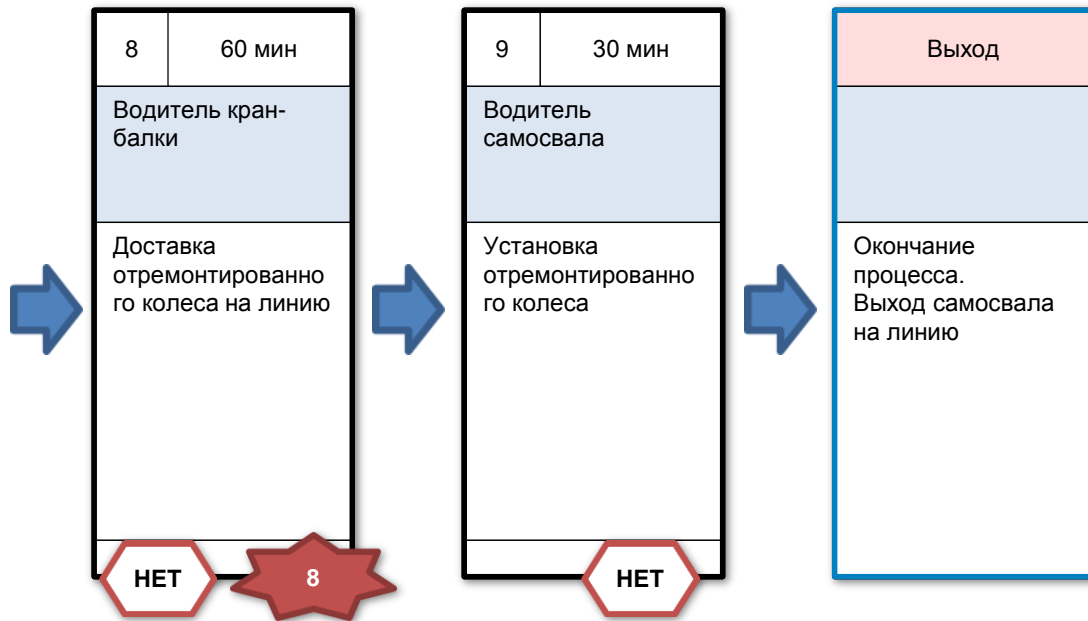 8
60 мин
Водитель кран-
балки
Доставка
отремонтированно
го колеса на линию
НЕТ
8
9
30 мин
Водитель
самосвала
Установка
отремонтированно
го колеса
НЕТ
Выход
Окончание
процесса.
Выход самосвала
на линию